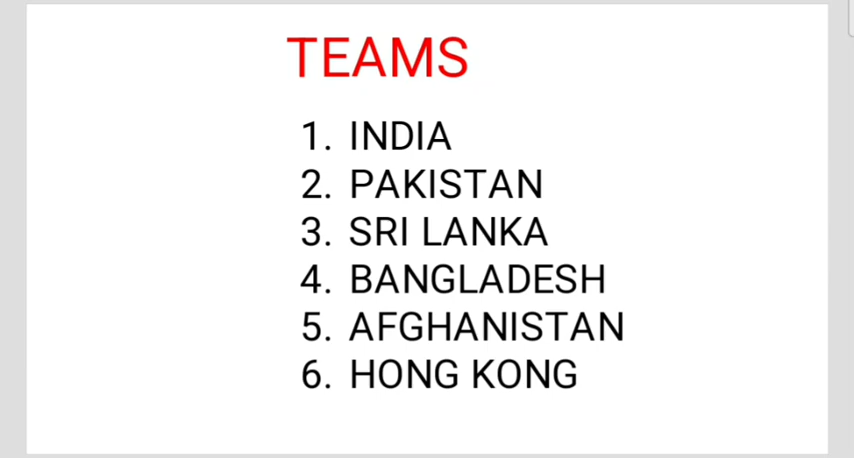 TEAMS
1. INDIA
2. PAKISTAN
3. SRI LANKA
4. BANGLADESH
5. AFGHANISTAN
6. HONG KONG